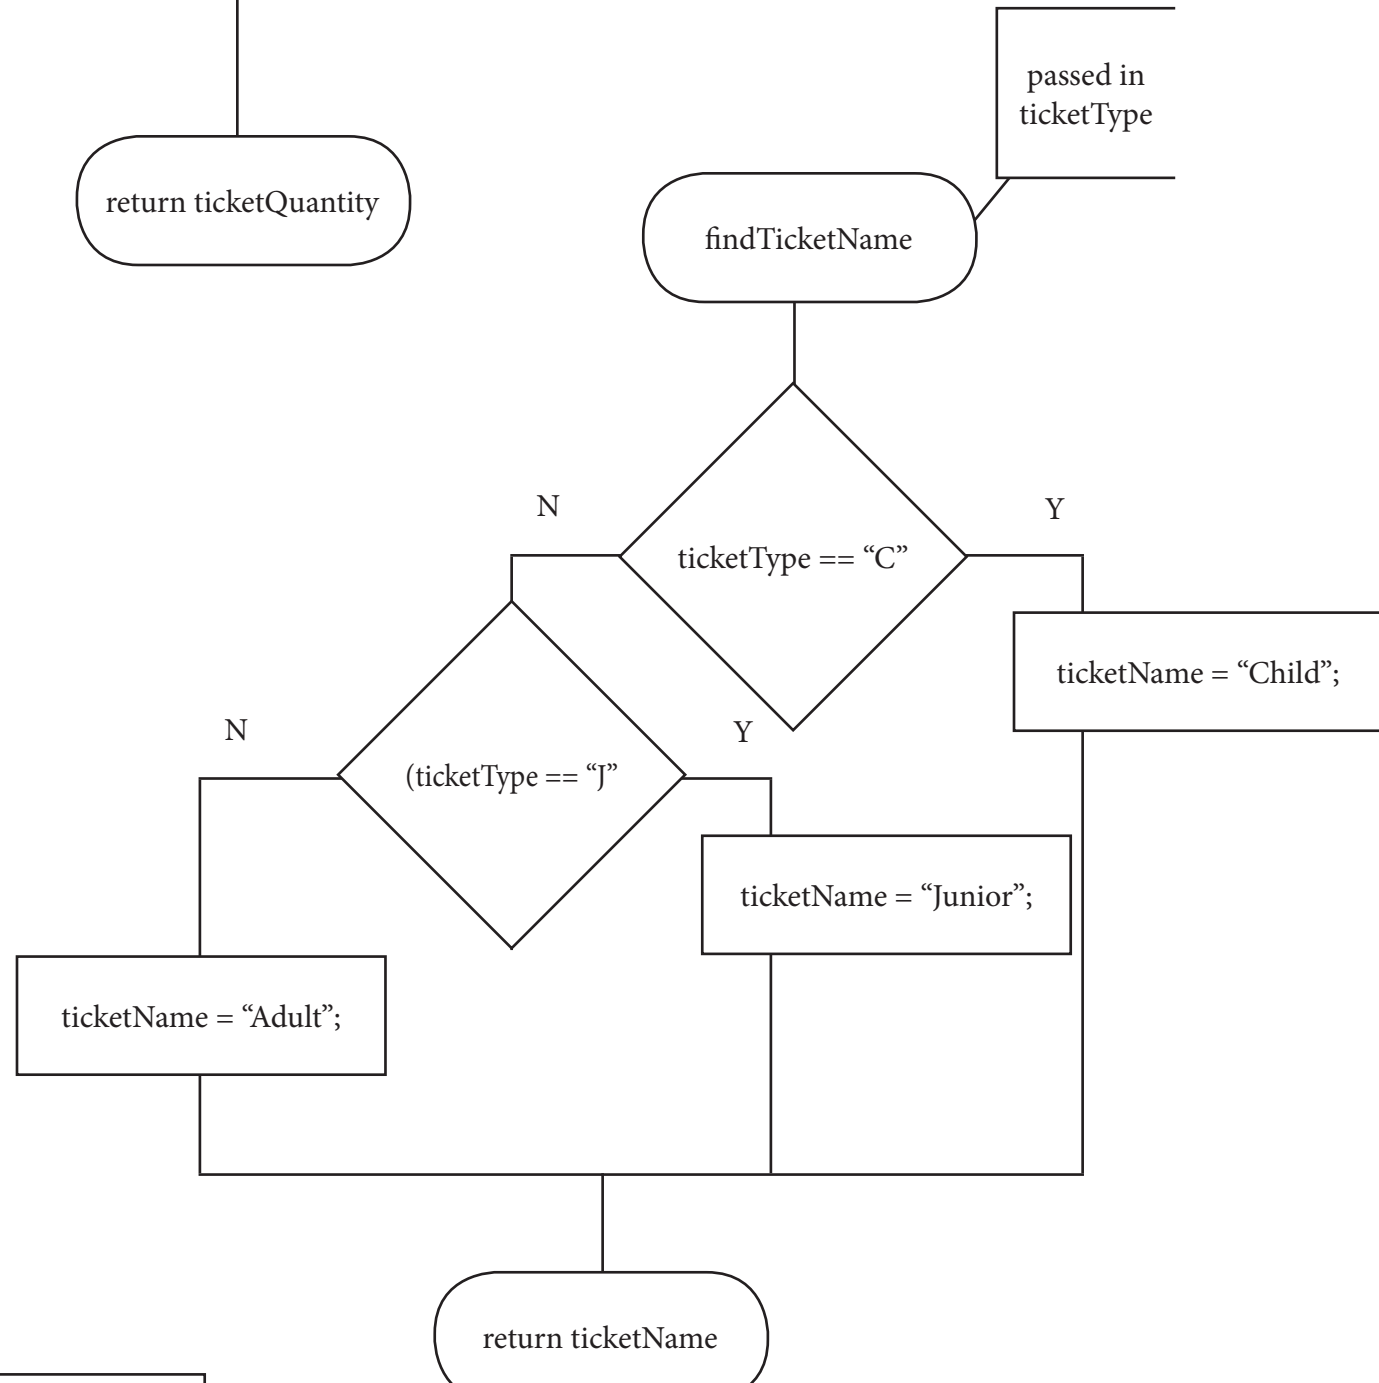 passed in
ticketType
return ticketQuantity
findTicketName
N
Y
ticketType == “C”
ticketName = “Child”;
N
Y
(ticketType == “J”
ticketName = “Junior”;
ticketName = “Adult”;
return ticketName